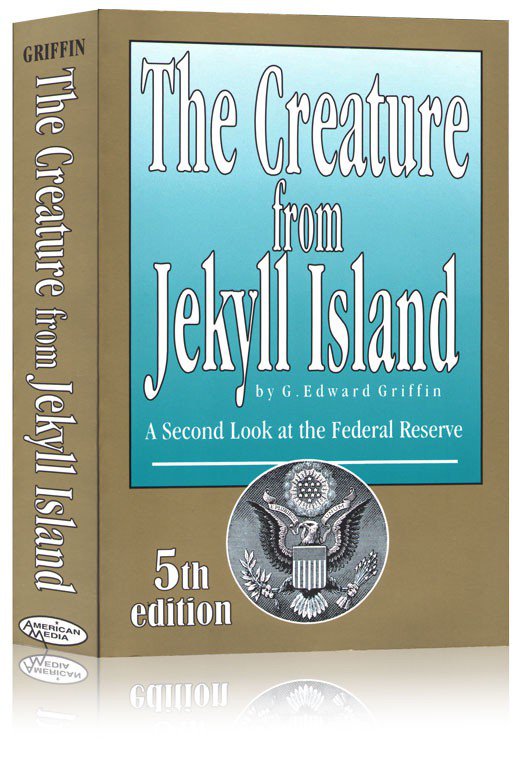 GRIFFIN
The Creature from Jekyll Island
AMERICAN
MEDIA
The Creature
from
Jekyll Island
by G. Edward Griffin
A Second Look at the Federal Reserve
5th
edition